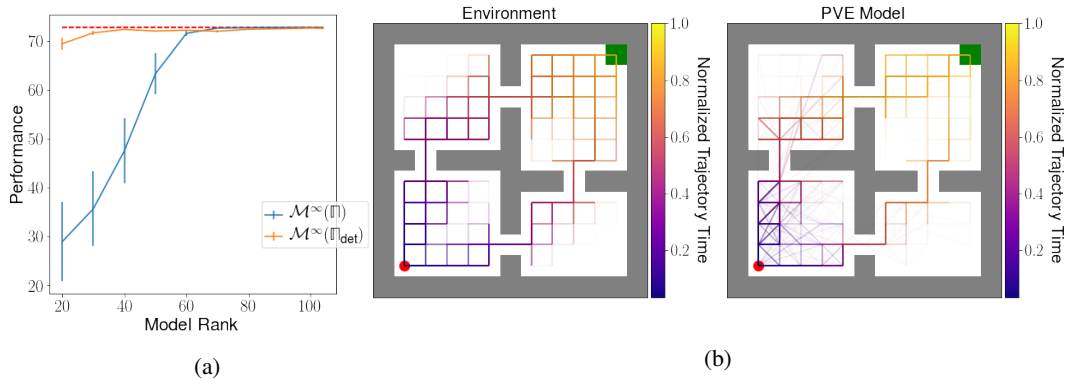 Environment
PVE Model
Performance
70
60
50
40
30
20
20
40
60
80
100
Model Rank
ℳ^∞(Π)
ℳ^∞(Π_det)
1.0
0.8
0.6
0.4
0.2
Normalized Trajectory Time
1.0
0.8
0.6
0.4
0.2
Normalized Trajectory Time
(a)
(b)